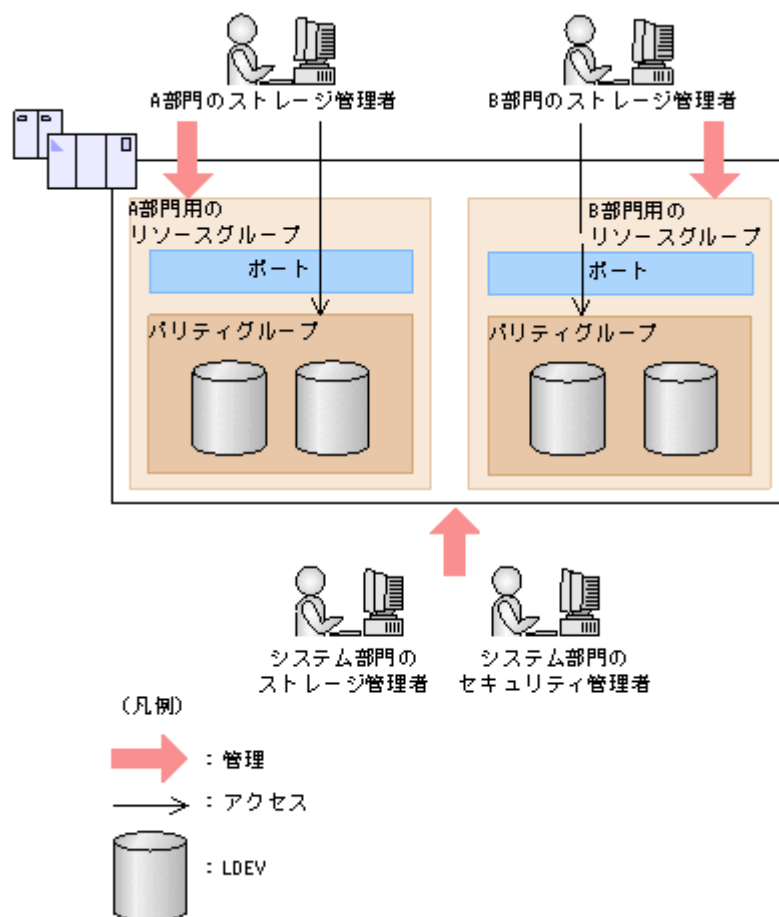 A部門のストレージ管理者
B部門のストレージ管理者
A部門用の
リソースグループ
B部門用の
リソースグループ
ポート
ポート
パリティグループ
パリティグループ
システム部門の
ストレージ管理者
システム部門の
セキュリティ管理者
(凡例)
:管理
:アクセス
:LDEV